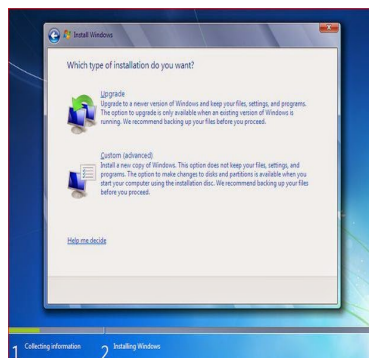 Install Windows
Which type of installation do you want?
Upgrade
Upgrade to a newer version of Windows and keep your files, settings, and programs.
The option to upgrade is only available when an existing version of Windows is
running. We recommend backing up your files before you proceed.
Custom (advanced)
Install a new copy of Windows. This option does not keep your files, settings, and
programs. The option to make changes to disks and partitions is available when you
start your computer using the installation disc. We recommend backing up your files
before you proceed.
Help me decide
1 Collecting information
2 Installing Windows